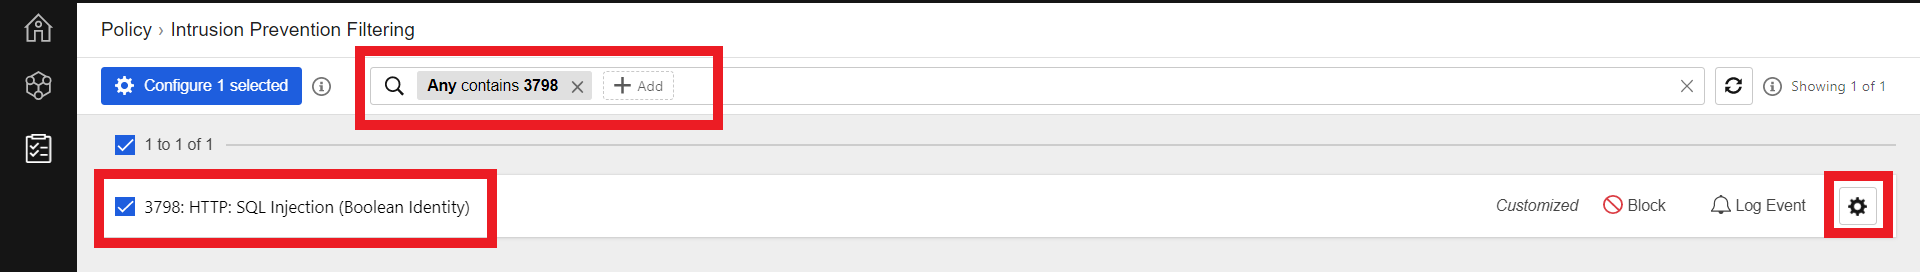 Policy › Intrusion Prevention Filtering
Configure 1 selected
Any contains 3798
Add
Showing 1 of 1
1 to 1 of 1
3798: HTTP: SQL Injection (Boolean Identity)
Customized
Block
Log Event